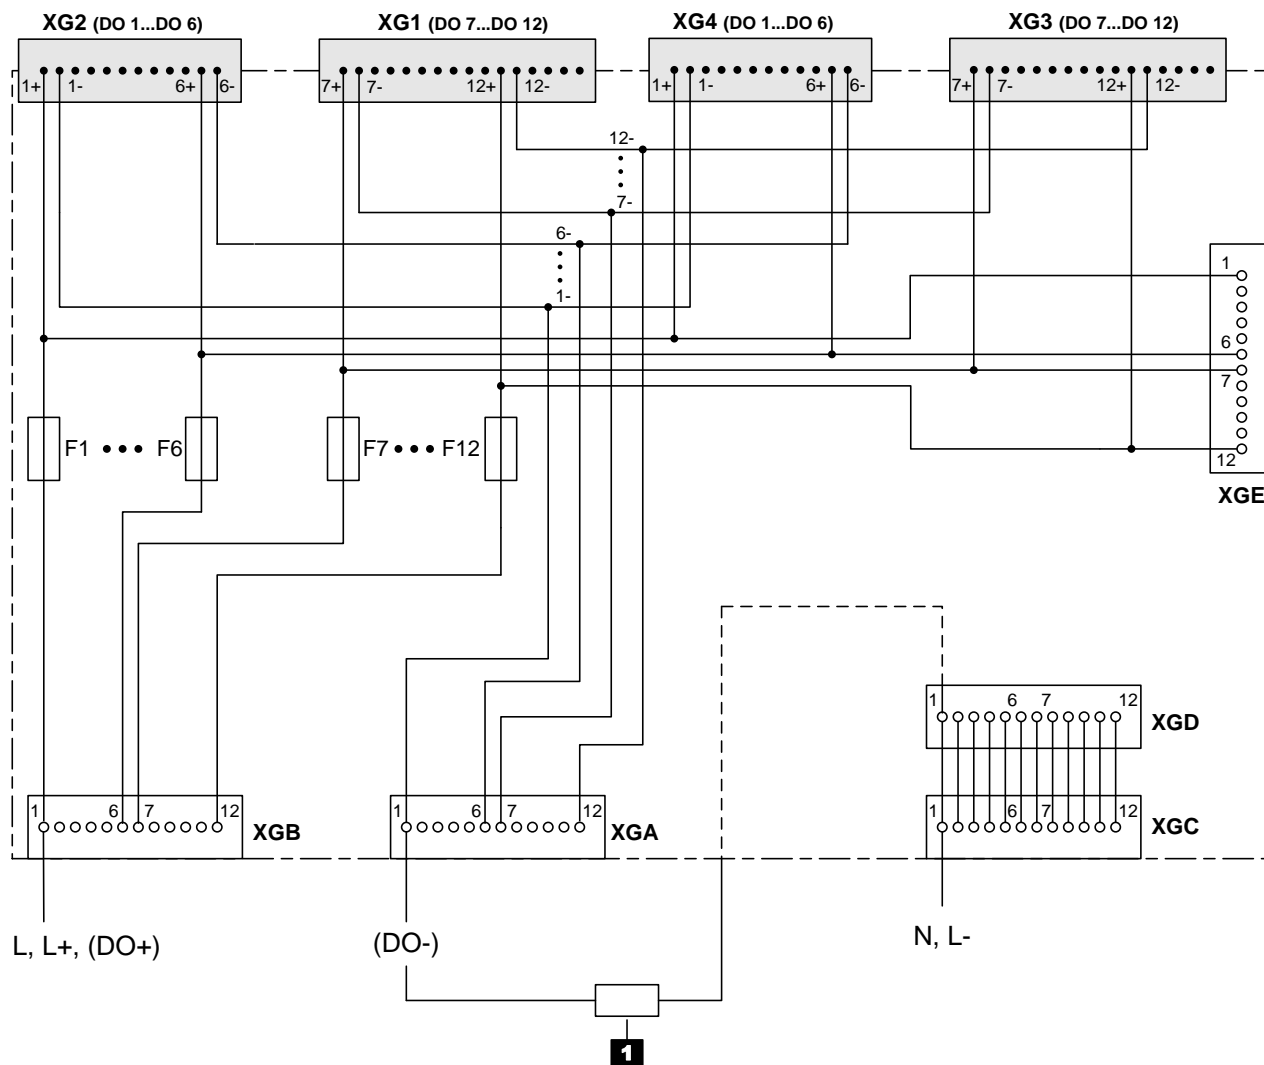 XG2 (DO 1...DO 6)
XG1 (DO 7...DO 12)
XG4 (DO 1...DO 6)
XG3 (DO 7...DO 12)
1+ 1- 6+ 6-
7+ 7- 12+ 12-
1+ 1- 6+ 6-
7+ 7- 12+ 12-
12-
7-
6-
1-
1
6
7
12
XGE
F1 F6
F7 F12
1 6 7 12
XGD
1 6 7 12
XGB
1 6 7 12
XGA
1 6 7 12
XGC
L, L+, (DO+)
(DO-)
N, L-
1